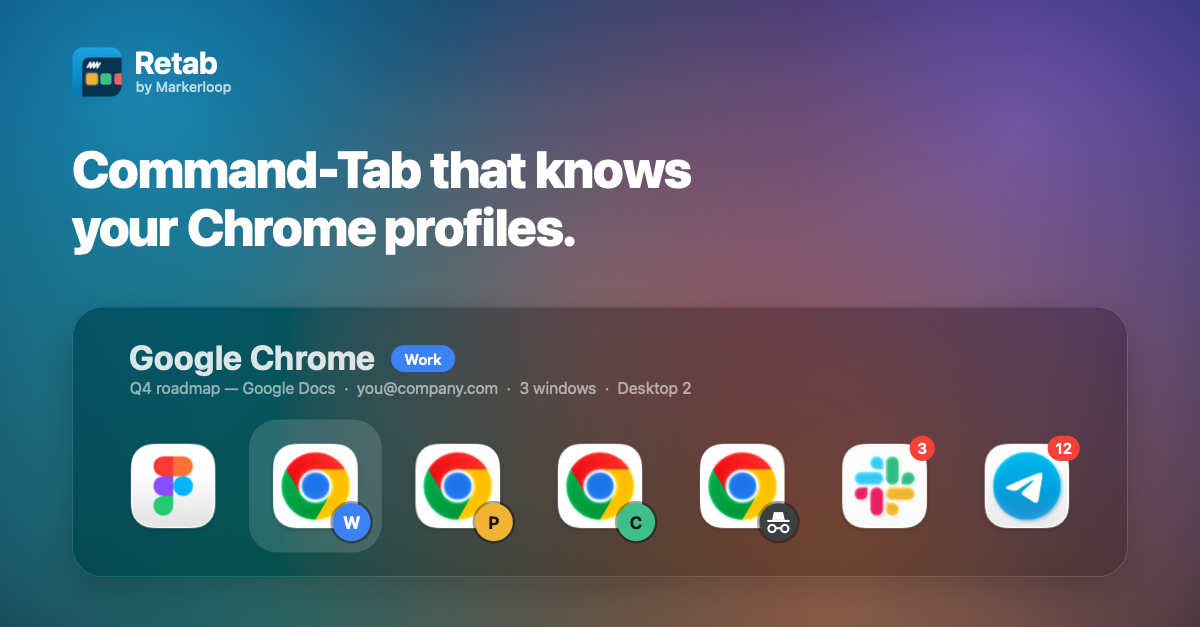 Retab
by Markerloop
Command-Tab that knows
your Chrome profiles.
Google Chrome Work
Q4 roadmap — Google Docs · you@company.com · 3 windows · Desktop 2
3 12
W P C